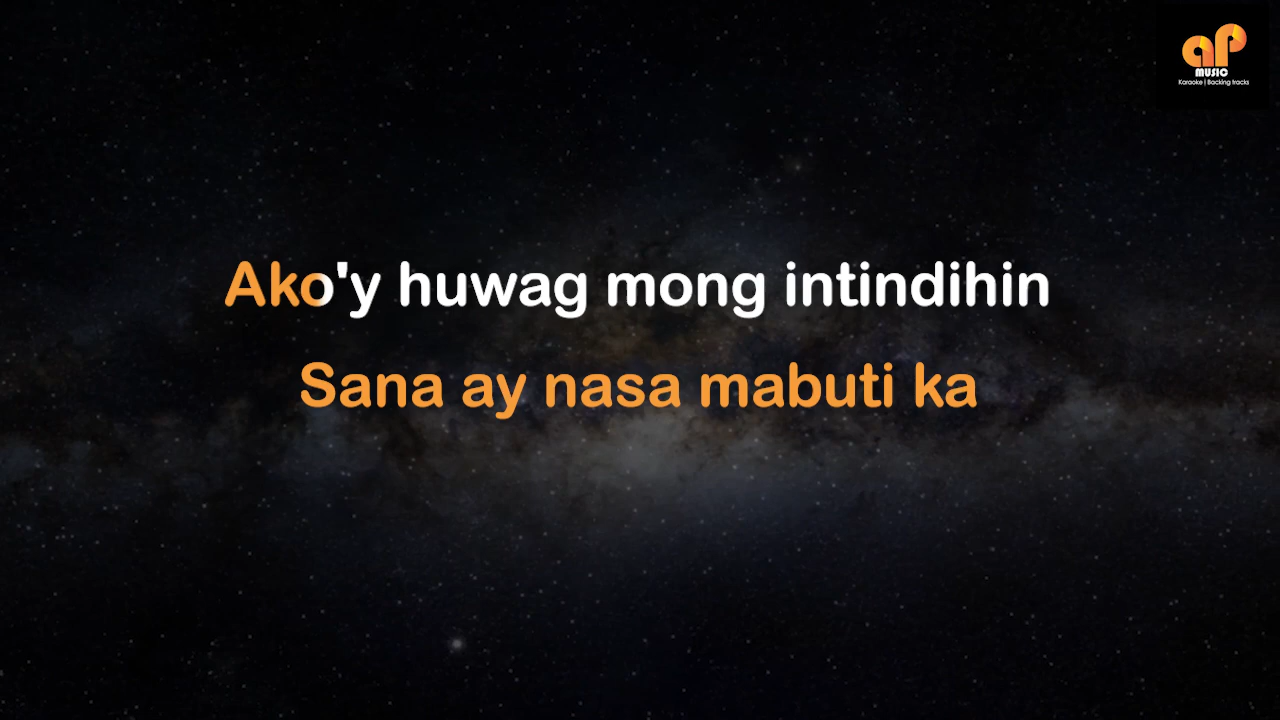 aP
MUSIC
Karaoke | Backing tracks
Ako'y huwag mong intindihin
Sana ay nasa mabuti ka